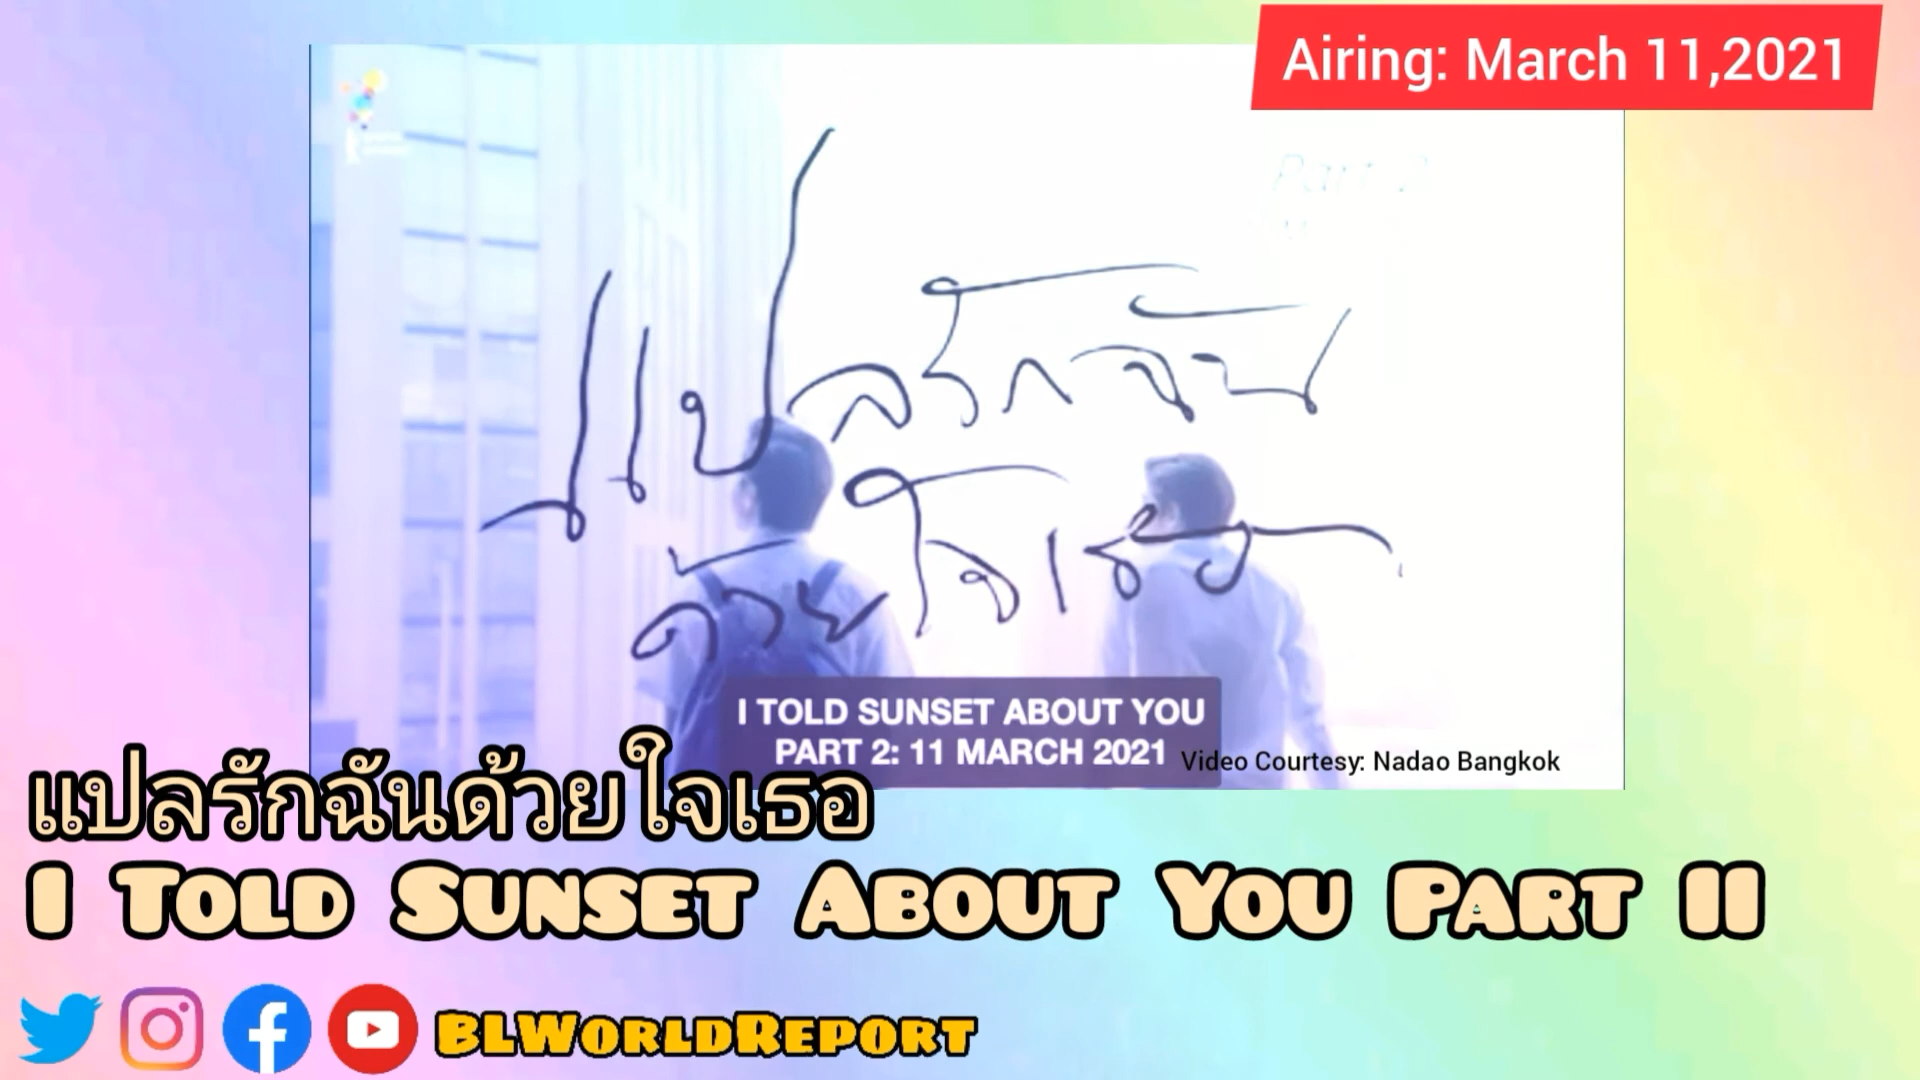 Airing: March 11,2021
Part 2
แปลรักฉัน
ด้วยใจเธอ
I TOLD SUNSET ABOUT YOU
PART 2: 11 MARCH 2021
Video Courtesy: Nadao Bangkok
แปลรักฉันด้วยใจเธอ
I Told Sunset About You Part II
BLWorldReport